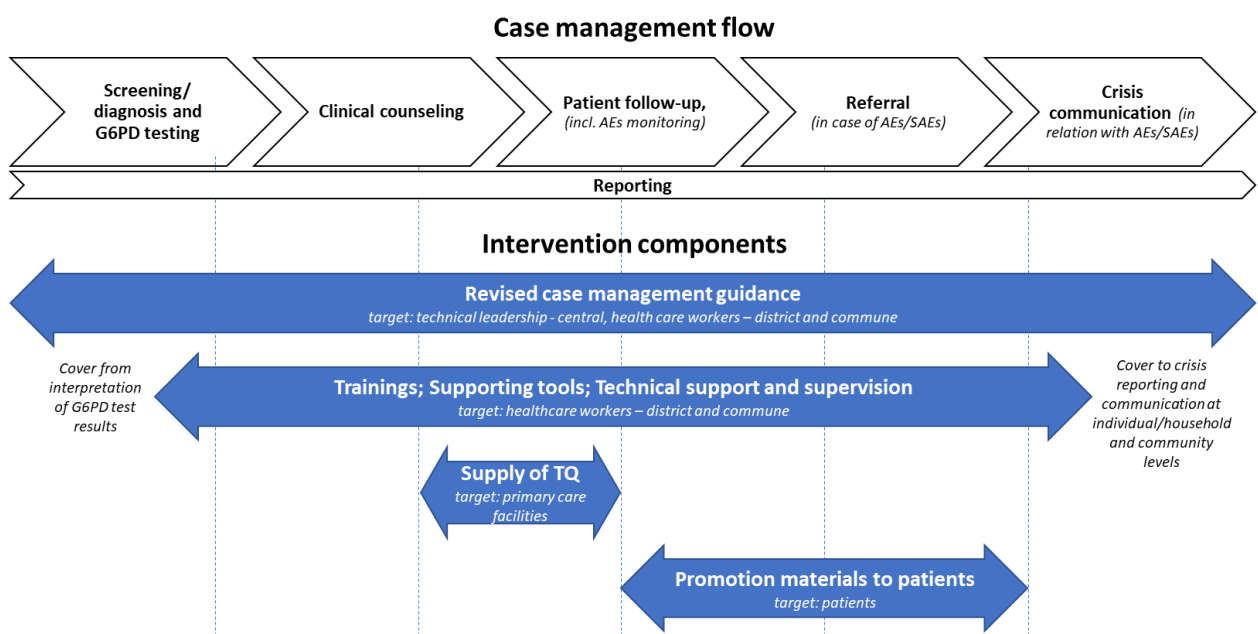 Case management flow
Screening/
diagnosis and
G6PD testing
Clinical counseling
Patient follow-up,
(incl. AEs monitoring)
Referral
(in case of AEs/SAEs)
Crisis
communication (in
relation with AEs/SAEs)
Reporting
Intervention components
Revised case management guidance
target: technical leadership - central, health care workers – district and commune
Cover from
interpretation
of G6PD test
results
Trainings; Supporting tools; Technical support and supervision
target: healthcare workers – district and commune
Cover to crisis
reporting and
communication at
individual/household
and community
levels
Supply of TQ
target: primary care
facilities
Promotion materials to patients
target: patients